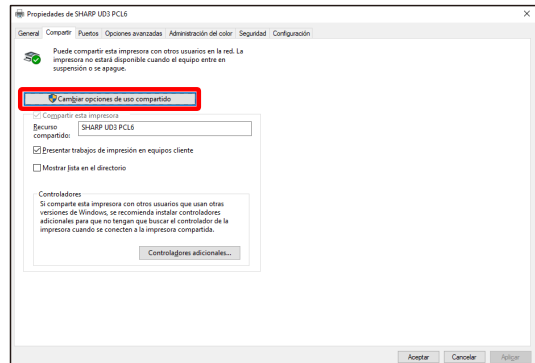 Propiedades de SHARP UD3 PCL6
General Compartir Puertos Opciones avanzadas Administración del color Seguridad Configuración
Puede compartir esta impresora con otros usuarios en la red. La
impresora no estará disponible cuando el equipo entre en
suspensión o se apague.
Cambiar opciones de uso compartido
Compartir esta impresora
Recurso
compartido:
SHARP UD3 PCL6
Presentar trabajos de impresión en equipos cliente
Mostrar lista en el directorio
Controladores
Si comparte esta impresora con otros usuarios que usan otras
versiones de Windows, se recomienda instalar controladores
adicionales para que no tengan que buscar el controlador de la
impresora cuando se conecten a la impresora compartida.
Controladores adicionales...
Aceptar Cancelar Aplicar